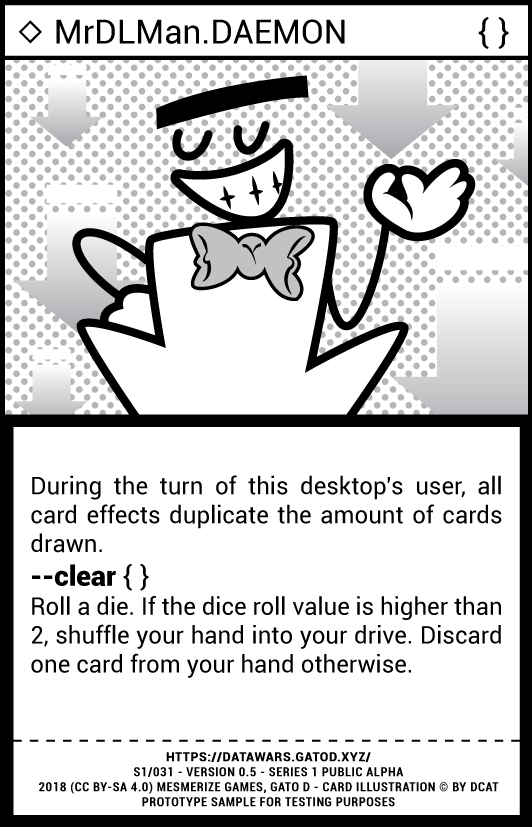 ◇ MrDLMan.DAEMON { }
During the turn of this desktop's user, all
card effects duplicate the amount of cards
drawn.
--clear { }
Roll a die. If the dice roll value is higher than
2, shuffle your hand into your drive. Discard
one card from your hand otherwise.
HTTPS://DATAWARS.GATOD.XYZ/
S1/031 - VERSION 0.5 - SERIES 1 PUBLIC ALPHA
2018 (CC BY-SA 4.0) MESMERIZE GAMES, GATO D - CARD ILLUSTRATION © BY DCAT
PROTOTYPE SAMPLE FOR TESTING PURPOSES